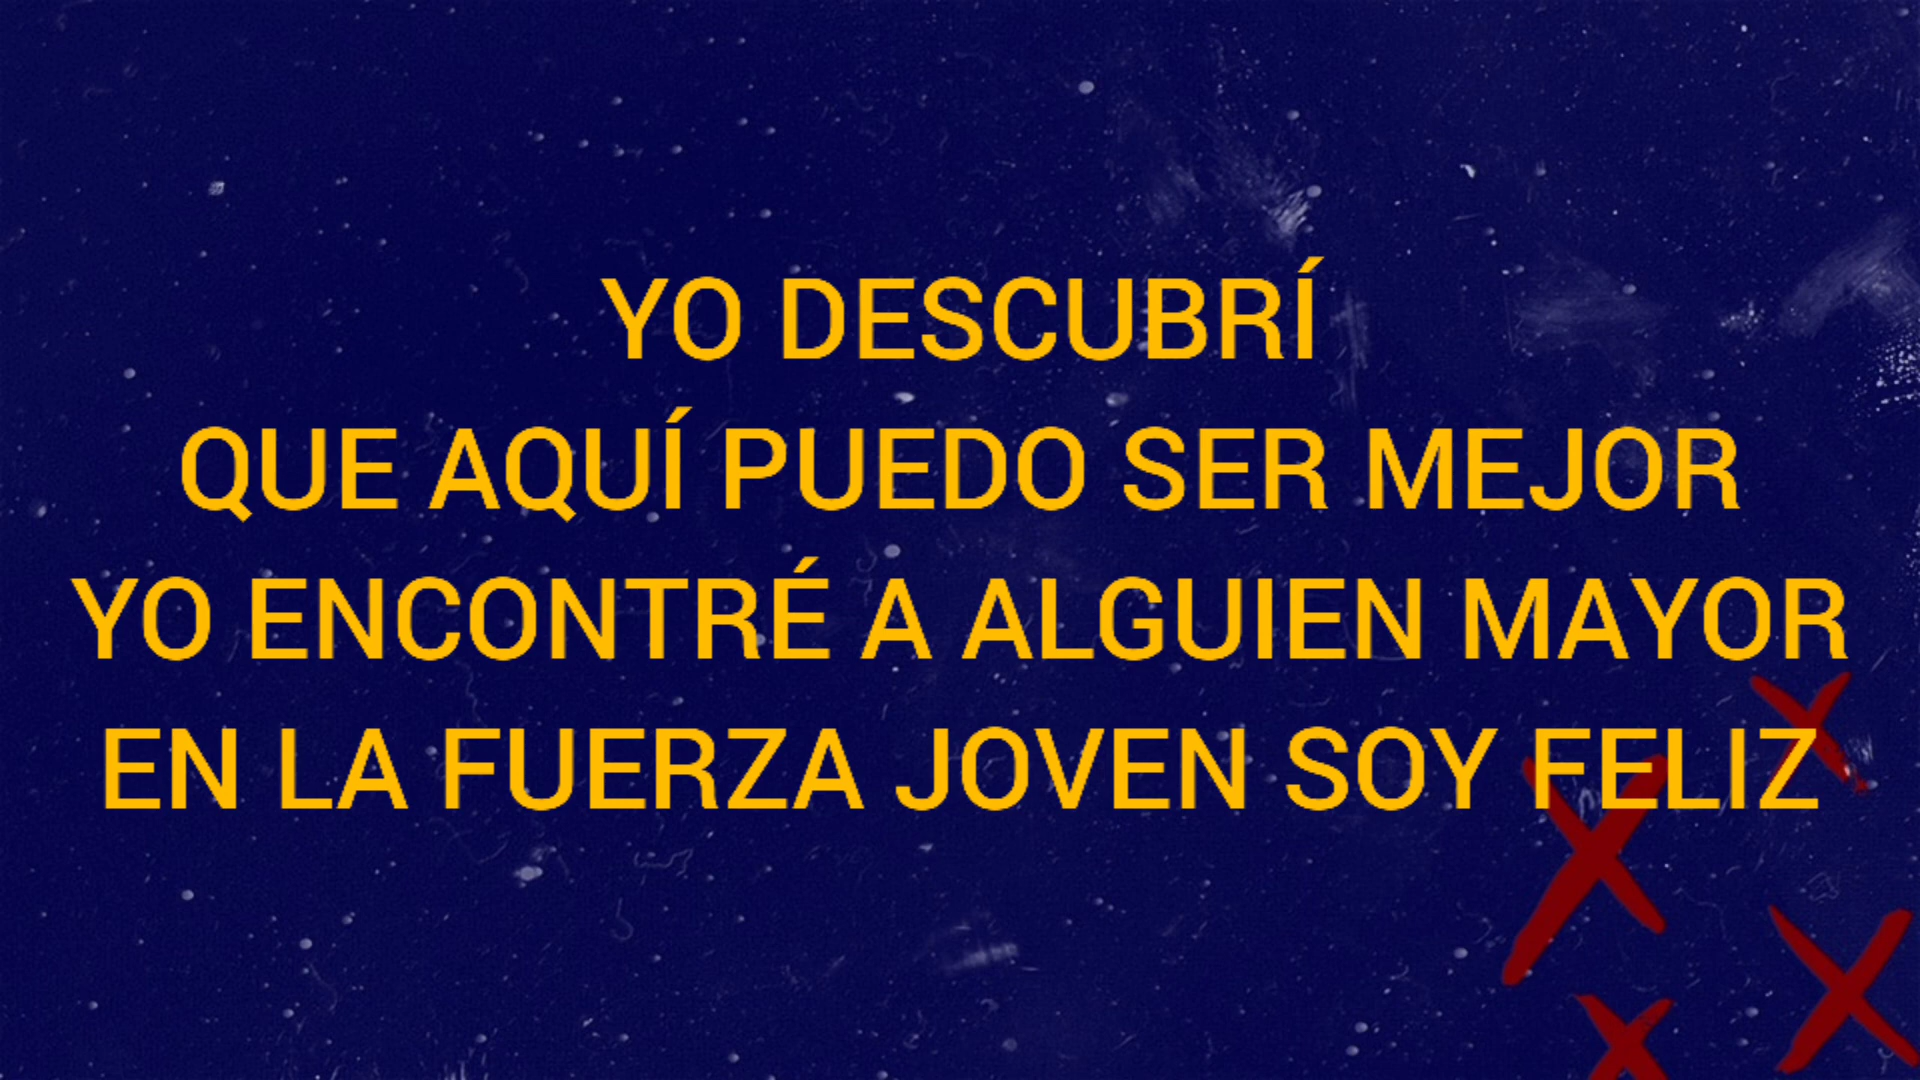 YO DESCUBRÍ
QUE AQUÍ PUEDO SER MEJOR
YO ENCONTRÉ A ALGUIEN MAYOR
EN LA FUERZA JOVEN SOY FELIZ